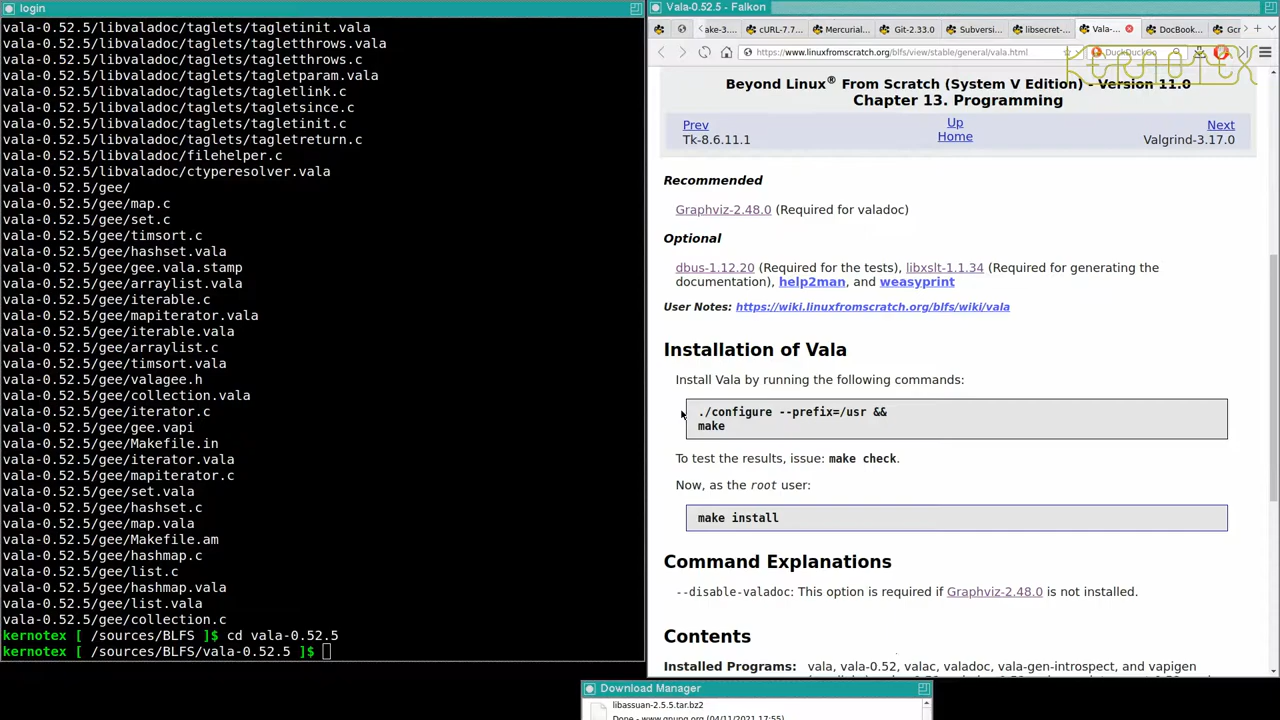 login
vala-0.52.5/libvaladoc/taglets/tagletinit.vala
vala-0.52.5/libvaladoc/taglets/tagletthrows.vala
vala-0.52.5/libvaladoc/taglets/tagletthrows.c
vala-0.52.5/libvaladoc/taglets/tagletparam.vala
vala-0.52.5/libvaladoc/taglets/tagletlink.c
vala-0.52.5/libvaladoc/taglets/tagletsince.c
vala-0.52.5/libvaladoc/taglets/tagletinit.c
vala-0.52.5/libvaladoc/taglets/tagletreturn.c
vala-0.52.5/libvaladoc/filehelper.c
vala-0.52.5/libvaladoc/ctyperesolver.vala
vala-0.52.5/gee/
vala-0.52.5/gee/map.c
vala-0.52.5/gee/set.c
vala-0.52.5/gee/timsort.c
vala-0.52.5/gee/hashset.vala
vala-0.52.5/gee/gee.vala.stamp
vala-0.52.5/gee/arraylist.vala
vala-0.52.5/gee/iterable.c
vala-0.52.5/gee/mapiterator.vala
vala-0.52.5/gee/iterable.vala
vala-0.52.5/gee/arraylist.c
vala-0.52.5/gee/timsort.vala
vala-0.52.5/gee/valagee.h
vala-0.52.5/gee/collection.vala
vala-0.52.5/gee/iterator.c
vala-0.52.5/gee/gee.vapi
vala-0.52.5/gee/Makefile.in
vala-0.52.5/gee/iterator.vala
vala-0.52.5/gee/mapiterator.c
vala-0.52.5/gee/set.vala
vala-0.52.5/gee/hashset.c
vala-0.52.5/gee/map.vala
vala-0.52.5/gee/Makefile.am
vala-0.52.5/gee/hashmap.c
vala-0.52.5/gee/list.c
vala-0.52.5/gee/hashmap.vala
vala-0.52.5/gee/list.vala
vala-0.52.5/gee/collection.c
kernotex [ /sources/BLFS ]$ cd vala-0.52.5
kernotex [ /sources/BLFS/vala-0.52.5 ]$
Vala-0.52.5 - Falkon
ake-3.... cURL-7.7... Mercurial... Git-2.33.0 Subversi... libsecret-... Vala-... DocBook... Gcr
https://www.linuxfromscratch.org/blfs/view/stable/general/vala.html DuckDuckGo
KERNOTEX
Beyond Linux® From Scratch (System V Edition) - Version 11.0
Chapter 13. Programming
Prev Up Next
Tk-8.6.11.1 Home Valgrind-3.17.0
Recommended
Graphviz-2.48.0 (Required for valadoc)
Optional
dbus-1.12.20 (Required for the tests), libxslt-1.1.34 (Required for generating the
documentation), help2man, and weasyprint
User Notes: https://wiki.linuxfromscratch.org/blfs/wiki/vala
Installation of Vala
Install Vala by running the following commands:
./configure --prefix=/usr &&
make
To test the results, issue: make check.
Now, as the root user:
make install
Command Explanations
--disable-valadoc: This option is required if Graphviz-2.48.0 is not installed.
Contents
Installed Programs: vala, vala-0.52, valac, valadoc, vala-gen-introspect, and vapigen
Download Manager
libassuan-2.5.5.tar.bz2
Done - www.gnupg.org (04/11/2021 17:55)